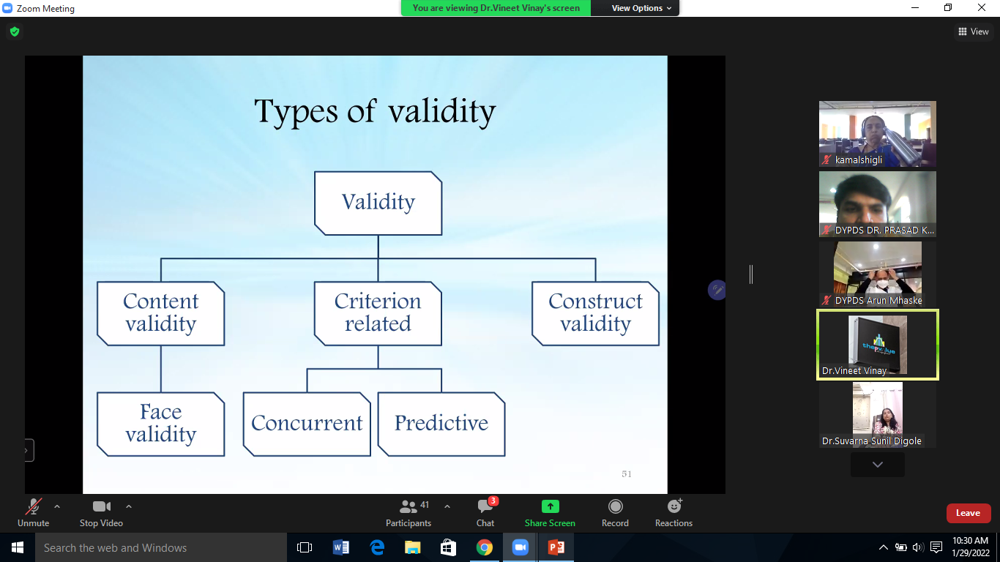 Zoom Meeting
You are viewing Dr.Vineet Vinay's screen
View Options
View
Types of validity
Validity
Content
validity
Criterion
related
Construct
validity
Face
validity
Concurrent
Predictive
51
kamalshigli
DYPDS DR. PRASAD K...
DYPDS Arun Mhaske
Dr.Vineet Vinay
Dr.Suvarna Sunil Digole
Unmute
Stop Video
41
Participants
3
Chat
Share Screen
Record
Reactions
Leave
Search the web and Windows
10:30 AM
1/29/2022